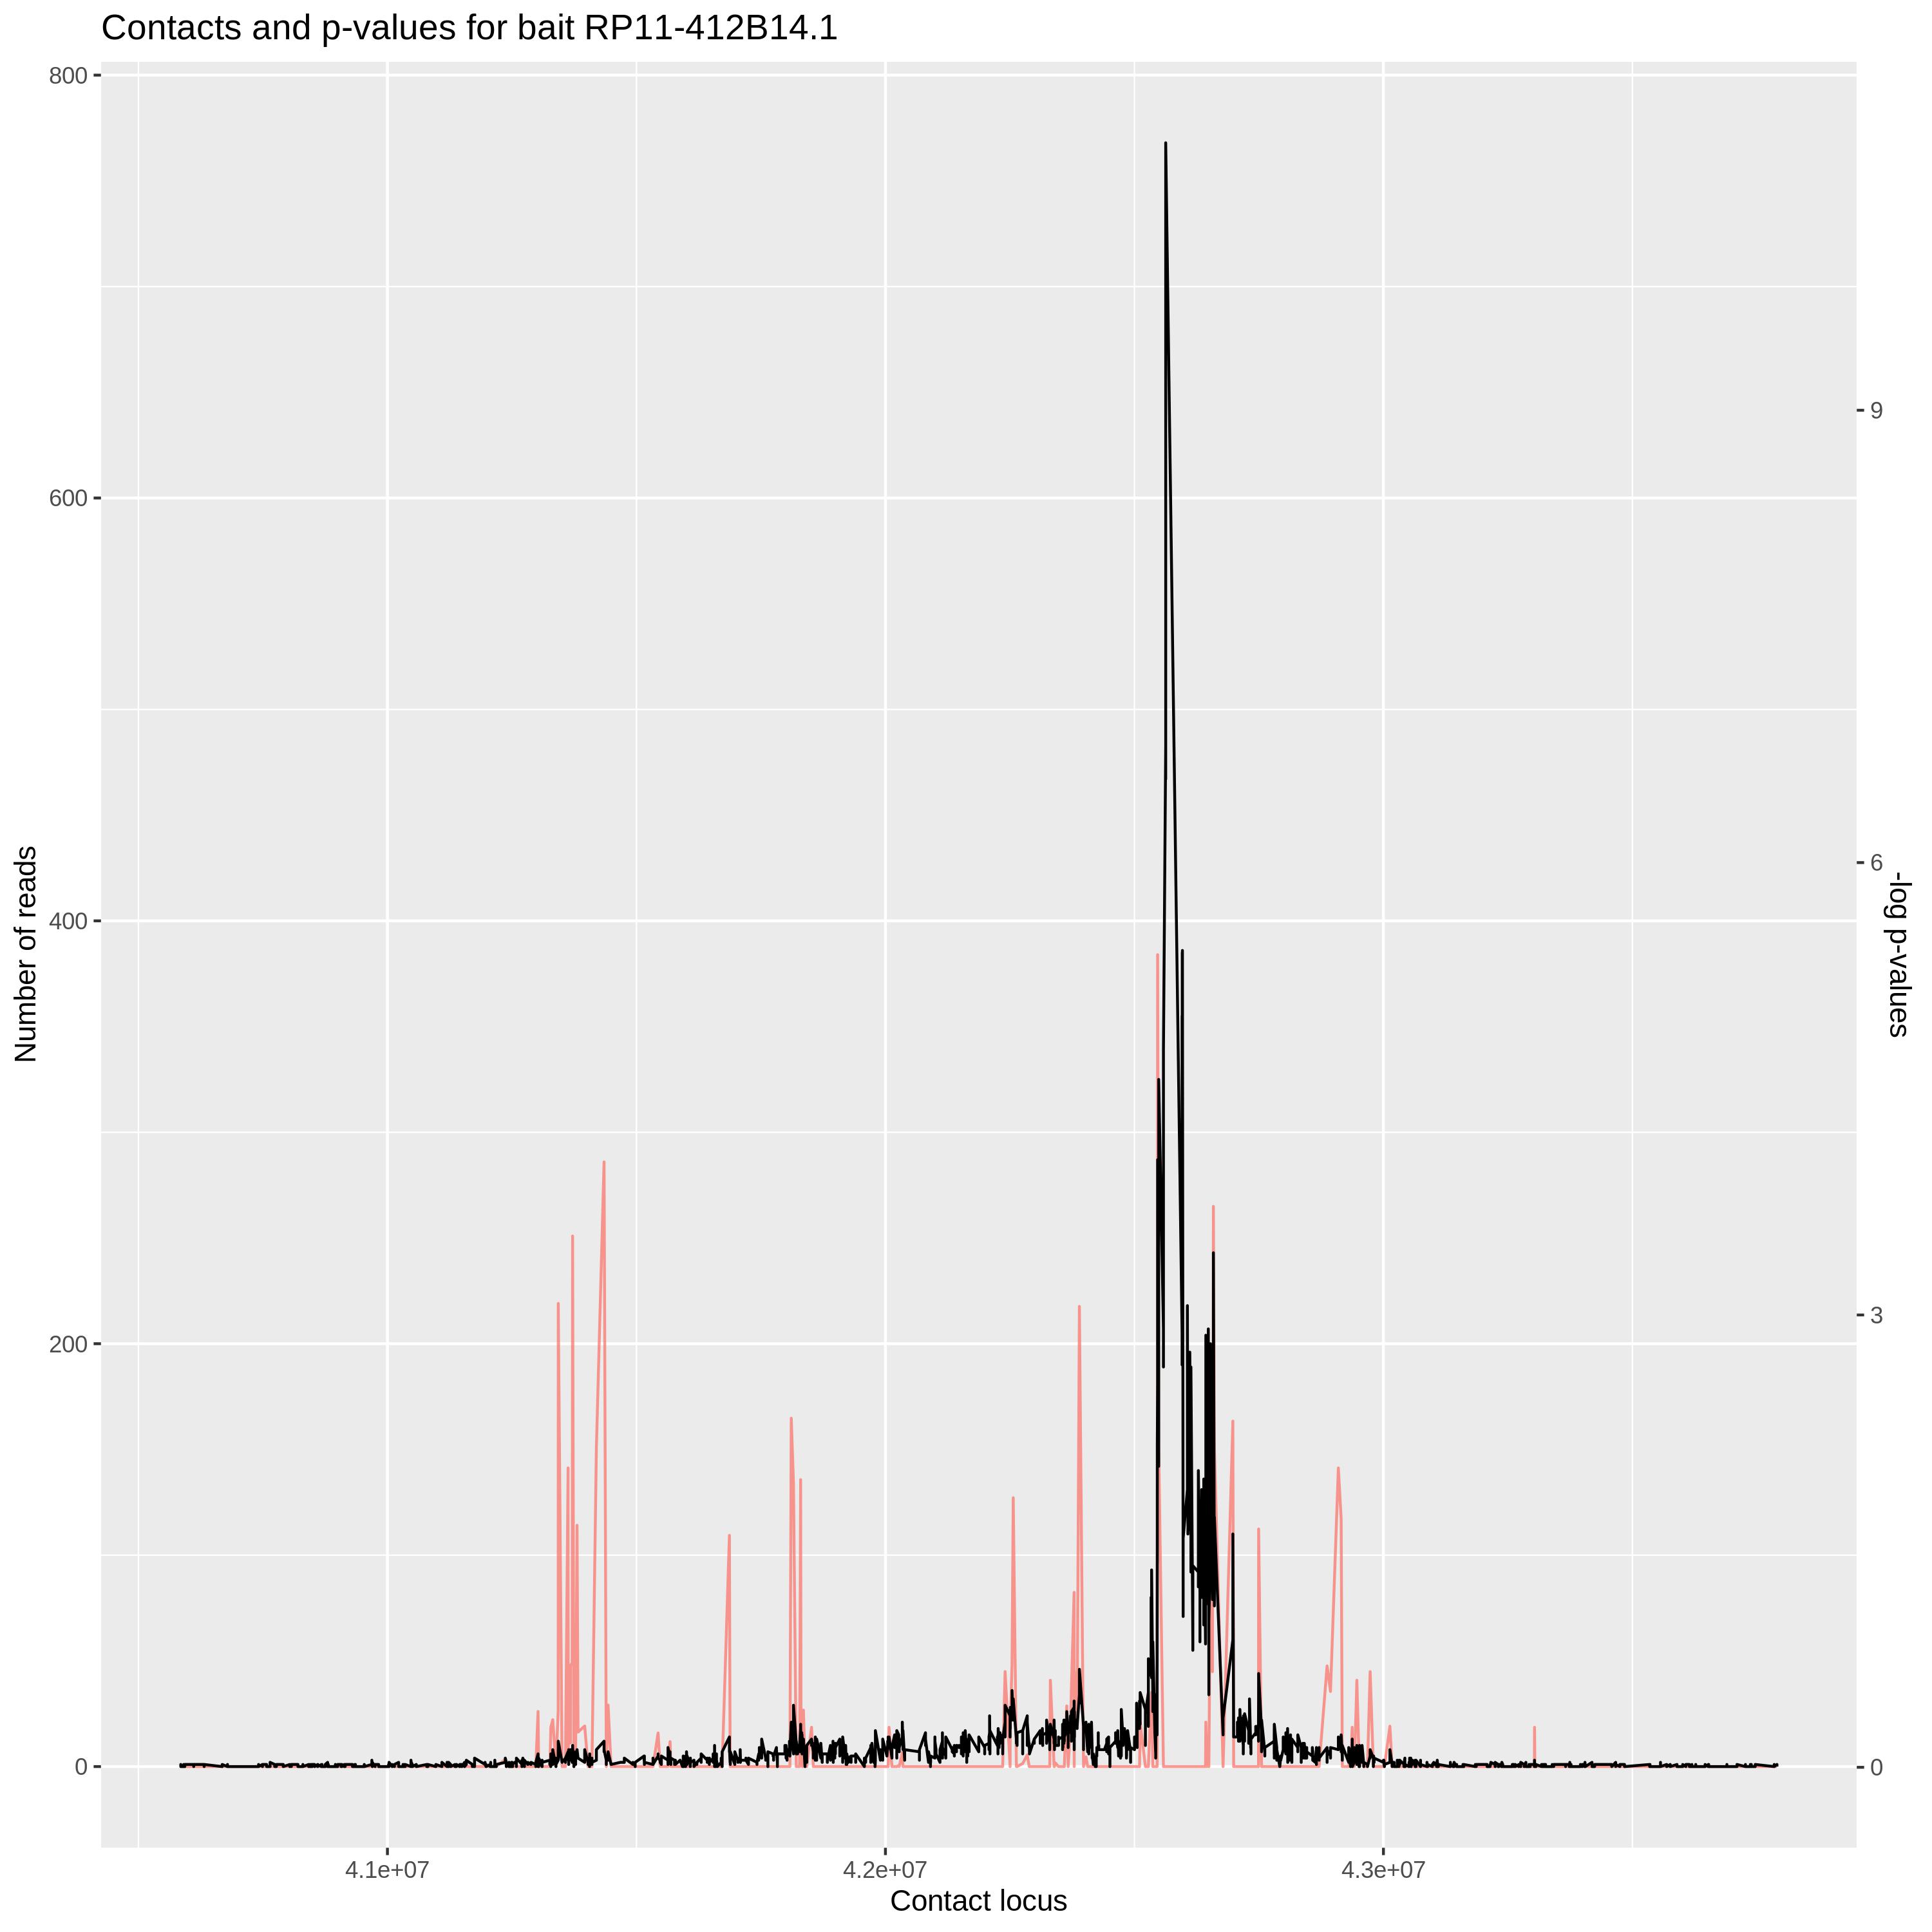 Contacts and p-values for bait RP11-412B14.1
800
600
400
200
0
Number of reads
9
6
3
0
-log p-values
4.1e+07
4.2e+07
4.3e+07
Contact locus